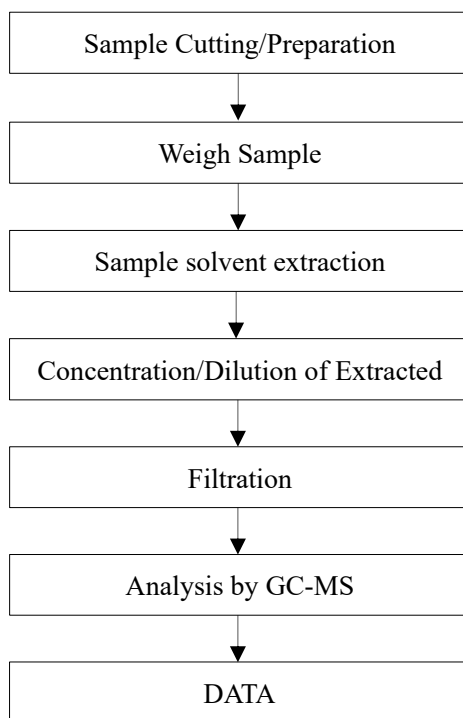 Sample Cutting/Preparation
Weigh Sample
Sample solvent extraction
Concentration/Dilution of Extracted
Filtration
Analysis by GC-MS
DATA